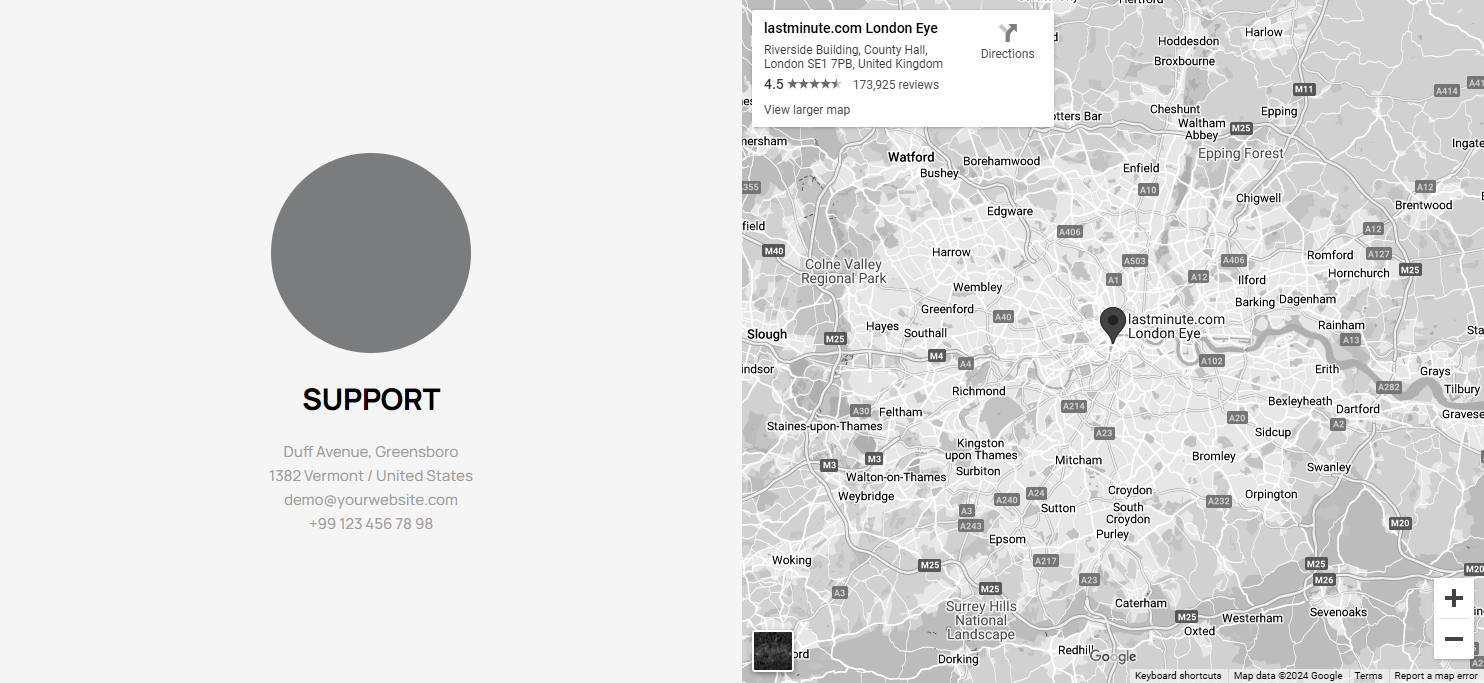 SUPPORT
Duff Avenue, Greensboro
1382 Vermont / United States
demo@yourwebsite.com
+99 123 456 78 98
lastminute.com London Eye
Riverside Building, County Hall,
London SE1 7PB, United Kingdom
4.5
173,925 reviews
View larger map
Directions
Hoddesdon
Harlow
Broxbourne
M11
A414
Cheshunt
Epping
Waltham
Abbey
M25
otters Bar
Epping Forest
mersham
Watford
Borehamwood
Bushey
Enfield
A10
355
Chigwell
A12
Brentwood
Edgware
A406
field
M40
Harrow
Colne Valley
Regional Park
A503
A406
A12
A1
Ilford
Romford
A12
A127
Hornchurch
M25
Wembley
Barking
Dagenham
Greenford
A40
lastminute.com
London Eye
Rainham
A13
Slough
Hayes
Southall
M25
M4
A4
indsor
A102
Erith
Grays
A282
Tilbury
Richmond
A214
Bexleyheath
Dartford
A30
Feltham
Staines-upon-Thames
A20
A2
A23
Sidcup
Kingston
upon Thames
Surbiton
Mitcham
Bromley
M3
M3
Walton-on-Thames
Weybridge
Swanley
A240
A24
Croydon
A232
Orpington
A3
Sutton
South
Croydon
A243
Epsom
Purley
M20
Woking
M25
A217
M25
M26
M20
A3
M25
A23
Surrey Hills
National
Landscape
Caterham
M25
Westerham
Sevenoaks
Oxted
ord
Dorking
Redhill
Google
Keyboard shortcuts
Map data ©2024 Google
Terms
Report a map error